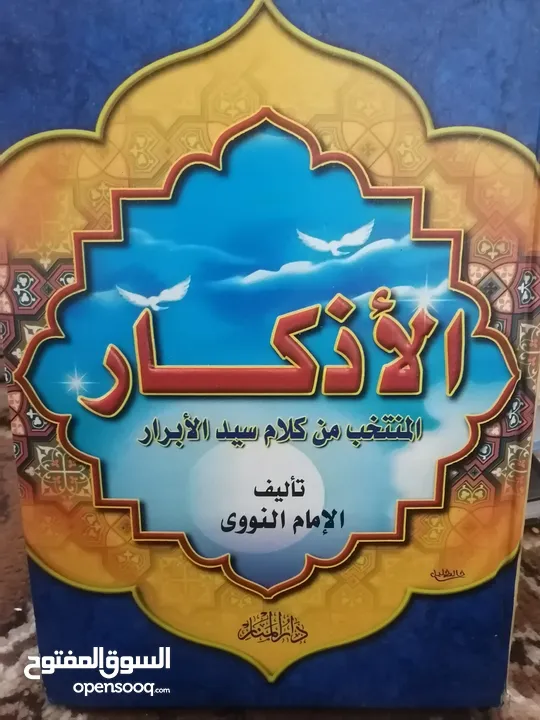 الأذكار
المنتخب من كلام سيد الأبرار
تأليف
الإمام النووى
دار المنار
السوق المفتوح
opensooq.com